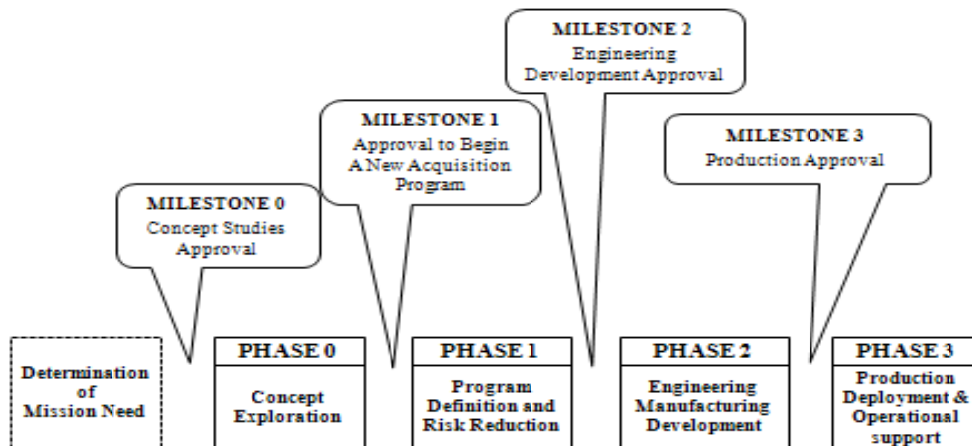 MILESTONE 2
Engineering
Development Approval
MILESTONE 1
Approval to Begin
A New Acquisition
Program
MILESTONE 3
Production Approval
MILESTONE 0
Concept Studies
Approval
Determination
of
Mission Need
PHASE 0
Concept
Exploration
PHASE 1
Program
Definition and
Risk Reduction
PHASE 2
Engineering
Manufacturing
Development
PHASE 3
Production
Deployment &
Operational
support